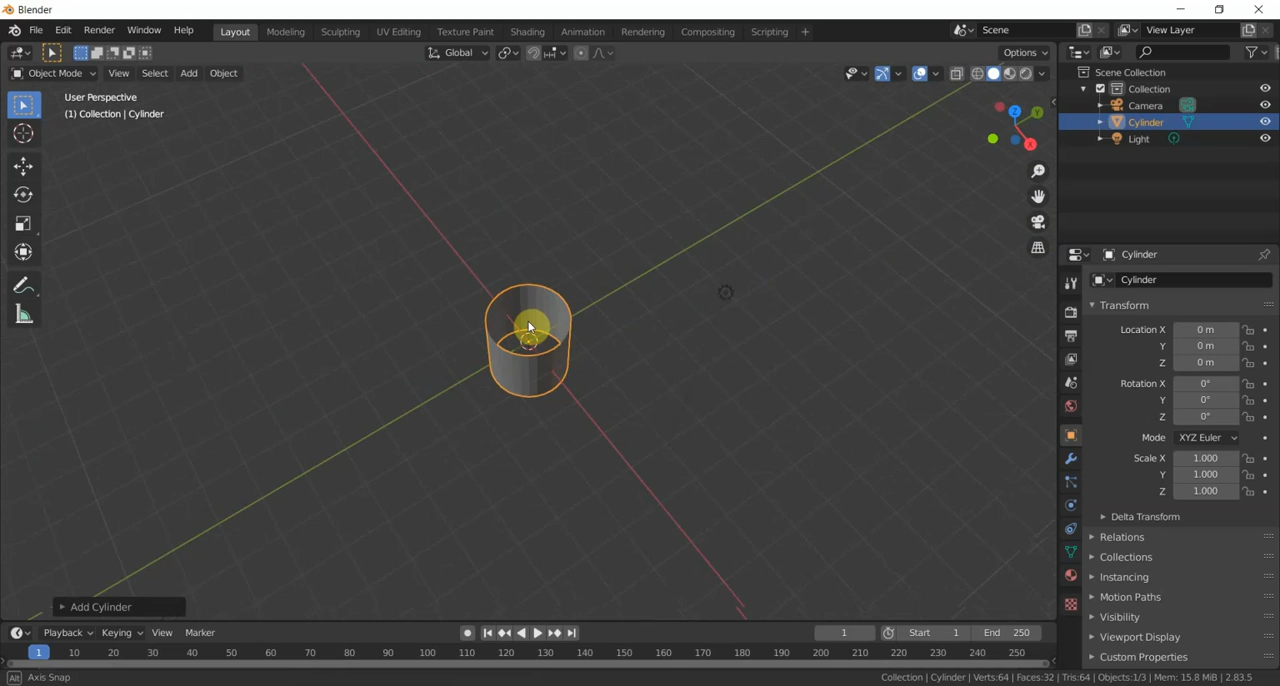 Blender
File Edit Render Window Help Layout Modeling Sculpting UV Editing Texture Paint Shading Animation Rendering Compositing Scripting + Scene View Layer
Global Options
Object Mode View Select Add Object
User Perspective
(1) Collection | Cylinder
Z
Y
X
Scene Collection
Collection
Camera
Cylinder
Light
Cylinder
Cylinder
Transform
Location X 0 m
Y 0 m
Z 0 m
Rotation X 0°
Y 0°
Z 0°
Mode XYZ Euler
Scale X 1.000
Y 1.000
Z 1.000
Delta Transform
Relations
Collections
Instancing
Motion Paths
Visibility
Viewport Display
Custom Properties
Add Cylinder
Playback Keying View Marker 1 Start 1 End 250
1 10 20 30 40 50 60 70 80 90 100 110 120 130 140 150 160 170 180 190 200 210 220 230 240 250
Alt Axis Snap
Collection | Cylinder | Verts:64 | Faces:32 | Tris:64 | Objects:1/3 | Mem: 15.8 MiB | 2.83.5